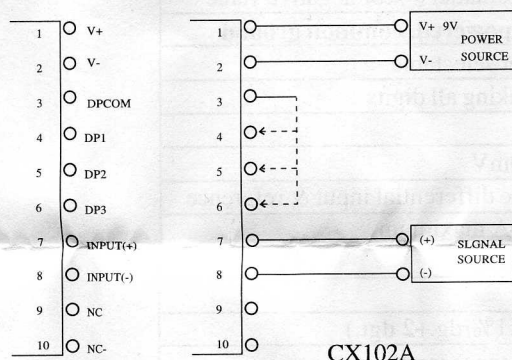 1 V+
2 V-
3 DPCOM
4 DP1
5 DP2
6 DP3
7 INPUT(+)
8 INPUT(-)
9 NC
10 NC-
1
2
3
4
5
6
7
8
9
10
V+ 9V
POWER
V- SOURCE
(+) SLGNAL
SOURCE
(-)
CX102A